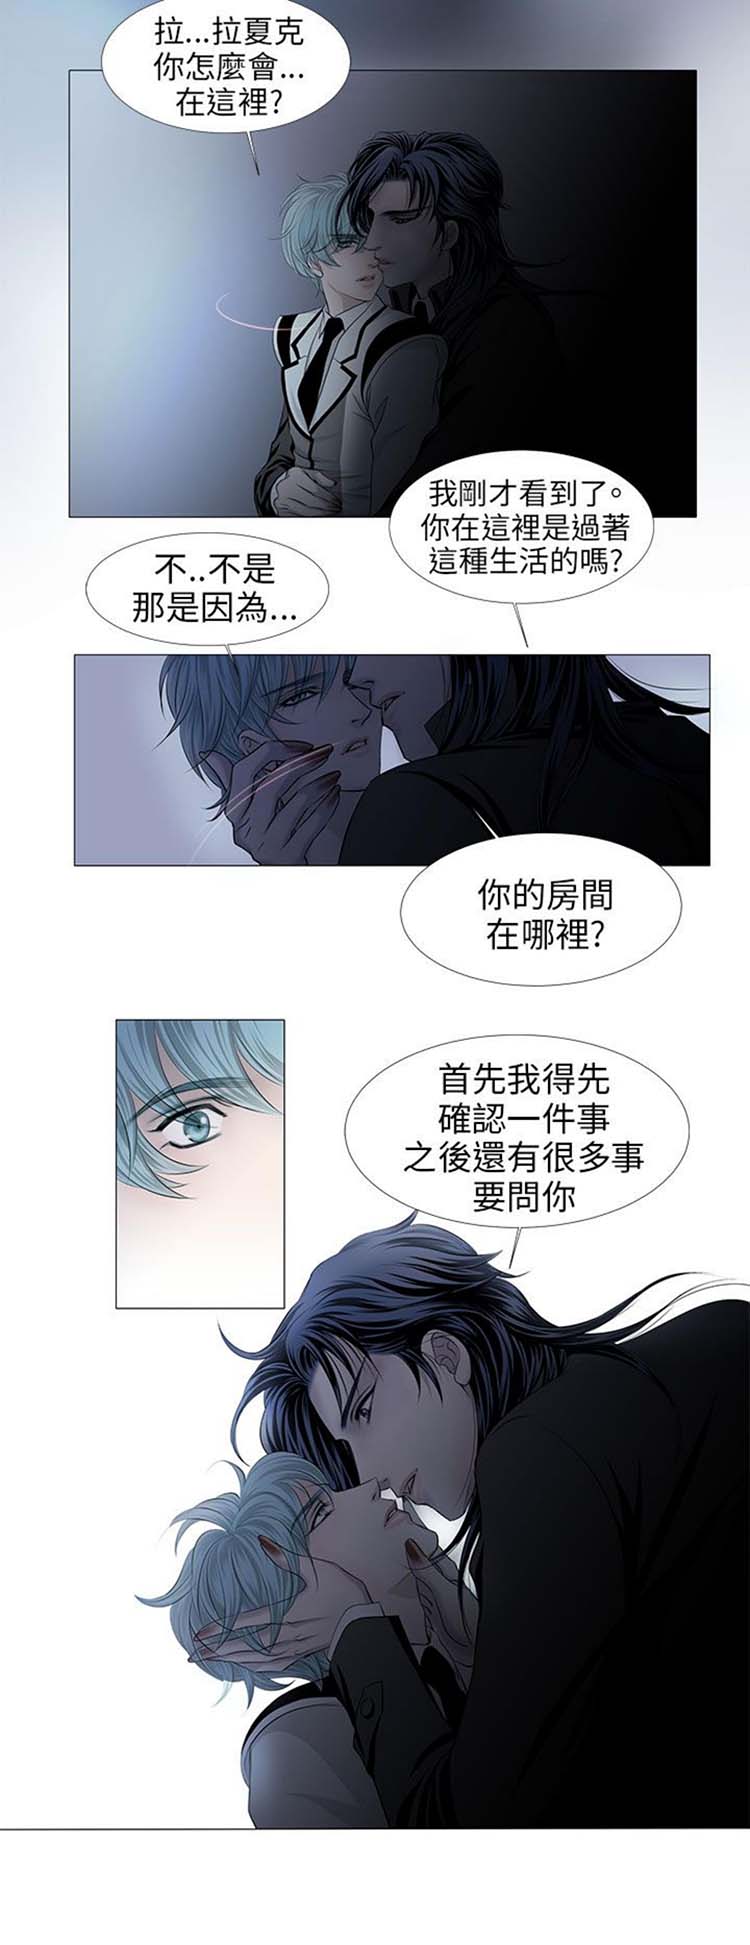 拉...拉夏克
你怎麼會...
在這裡?
我剛才看到了。
你在這裡是過著
這種生活的嗎?
不..不是
那是因為...
你的房間
在哪裡?
首先我得先
確認一件事
之後還有很多事
要問你